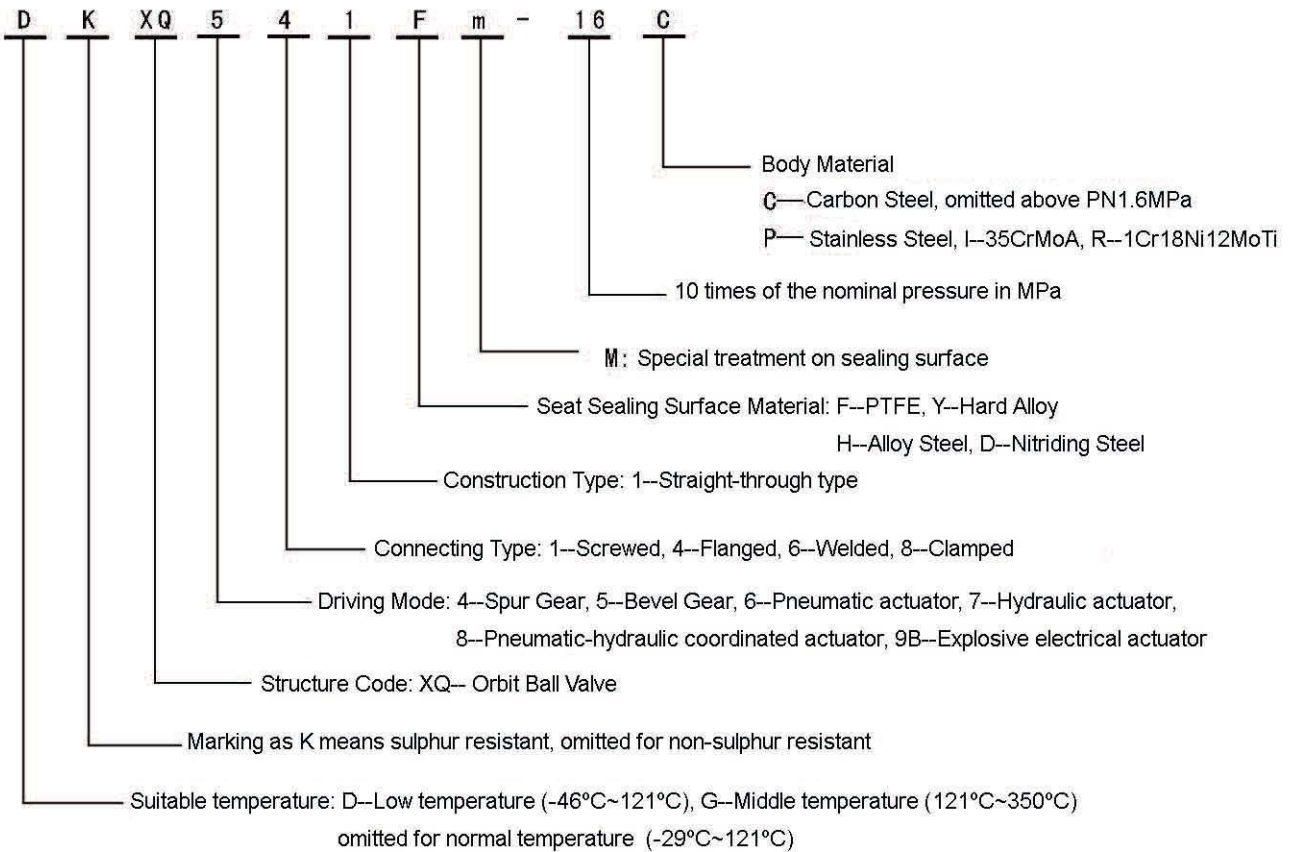 D K XQ 5 4 1 F m - 16 C
Body Material
C—Carbon Steel, omitted above PN1.6MPa
P— Stainless Steel, I--35CrMoA, R--1Cr18Ni12MoTi
10 times of the nominal pressure in MPa
M: Special treatment on sealing surface
Seat Sealing Surface Material: F--PTFE, Y--Hard Alloy
H--Alloy Steel, D--Nitriding Steel
Construction Type: 1--Straight-through type
Connecting Type: 1--Screwed, 4--Flanged, 6--Welded, 8--Clamped
Driving Mode: 4--Spur Gear, 5--Bevel Gear, 6--Pneumatic actuator, 7--Hydraulic actuator,
8--Pneumatic-hydraulic coordinated actuator, 9B--Explosive electrical actuator
Structure Code: XQ-- Orbit Ball Valve
Marking as K means sulphur resistant, omitted for non-sulphur resistant
Suitable temperature: D--Low temperature (-46ºC~121ºC), G--Middle temperature (121ºC~350ºC)
omitted for normal temperature (-29ºC~121ºC)